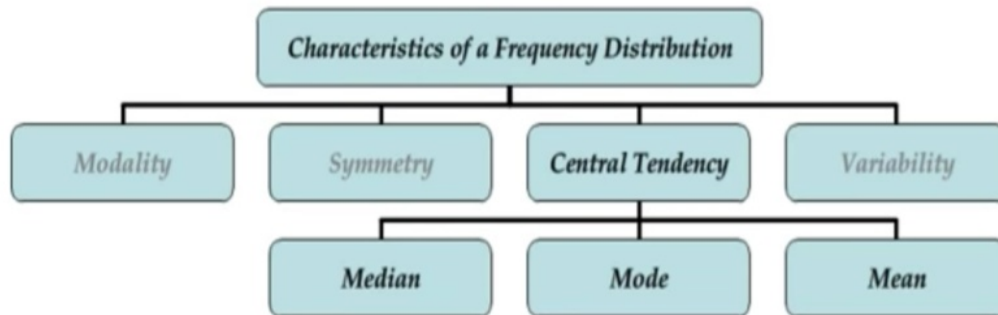 Characteristics of a Frequency Distribution
Modality
Symmetry
Central Tendency
Variability
Median
Mode
Mean